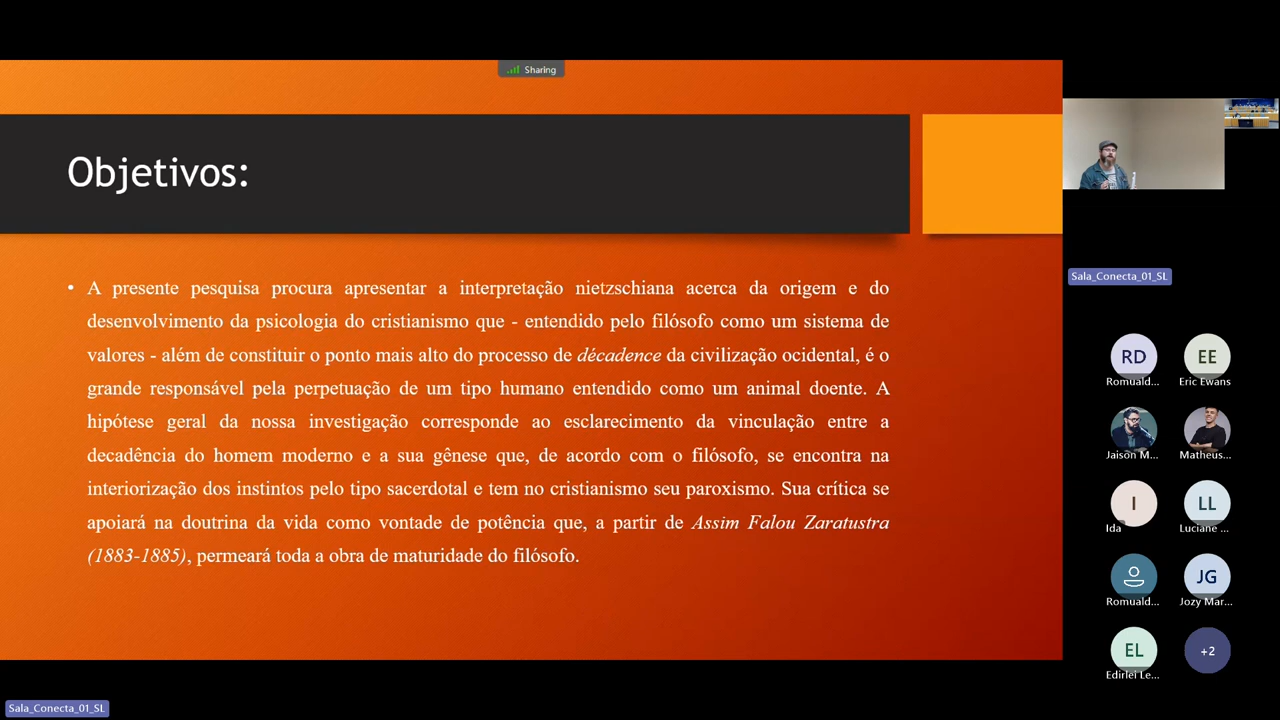 Sharing
Objetivos:
• A presente pesquisa procura apresentar a interpretação nietzschiana acerca da origem e do
desenvolvimento da psicologia do cristianismo que - entendido pelo filósofo como um sistema de
valores - além de constituir o ponto mais alto do processo de décadence da civilização ocidental, é o
grande responsável pela perpetuação de um tipo humano entendido como um animal doente. A
hipótese geral da nossa investigação corresponde ao esclarecimento da vinculação entre a
decadência do homem moderno e a sua gênese que, de acordo com o filósofo, se encontra na
interiorização dos instintos pelo tipo sacerdotal e tem no cristianismo seu paroxismo. Sua crítica se
apoiará na doutrina da vida como vontade de potência que, a partir de Assim Falou Zaratustra
(1883-1885), permeará toda a obra de maturidade do filósofo.
Sala_Conecta_01_SL
Sala_Conecta_01_SL
RD
EE
Romuald...
Eric Ewans
Jaison M...
Matheus...
I
LL
Ida
Luciane ...
JG
Romuald...
Jozy Mar...
EL
+2
Edirlei Le...